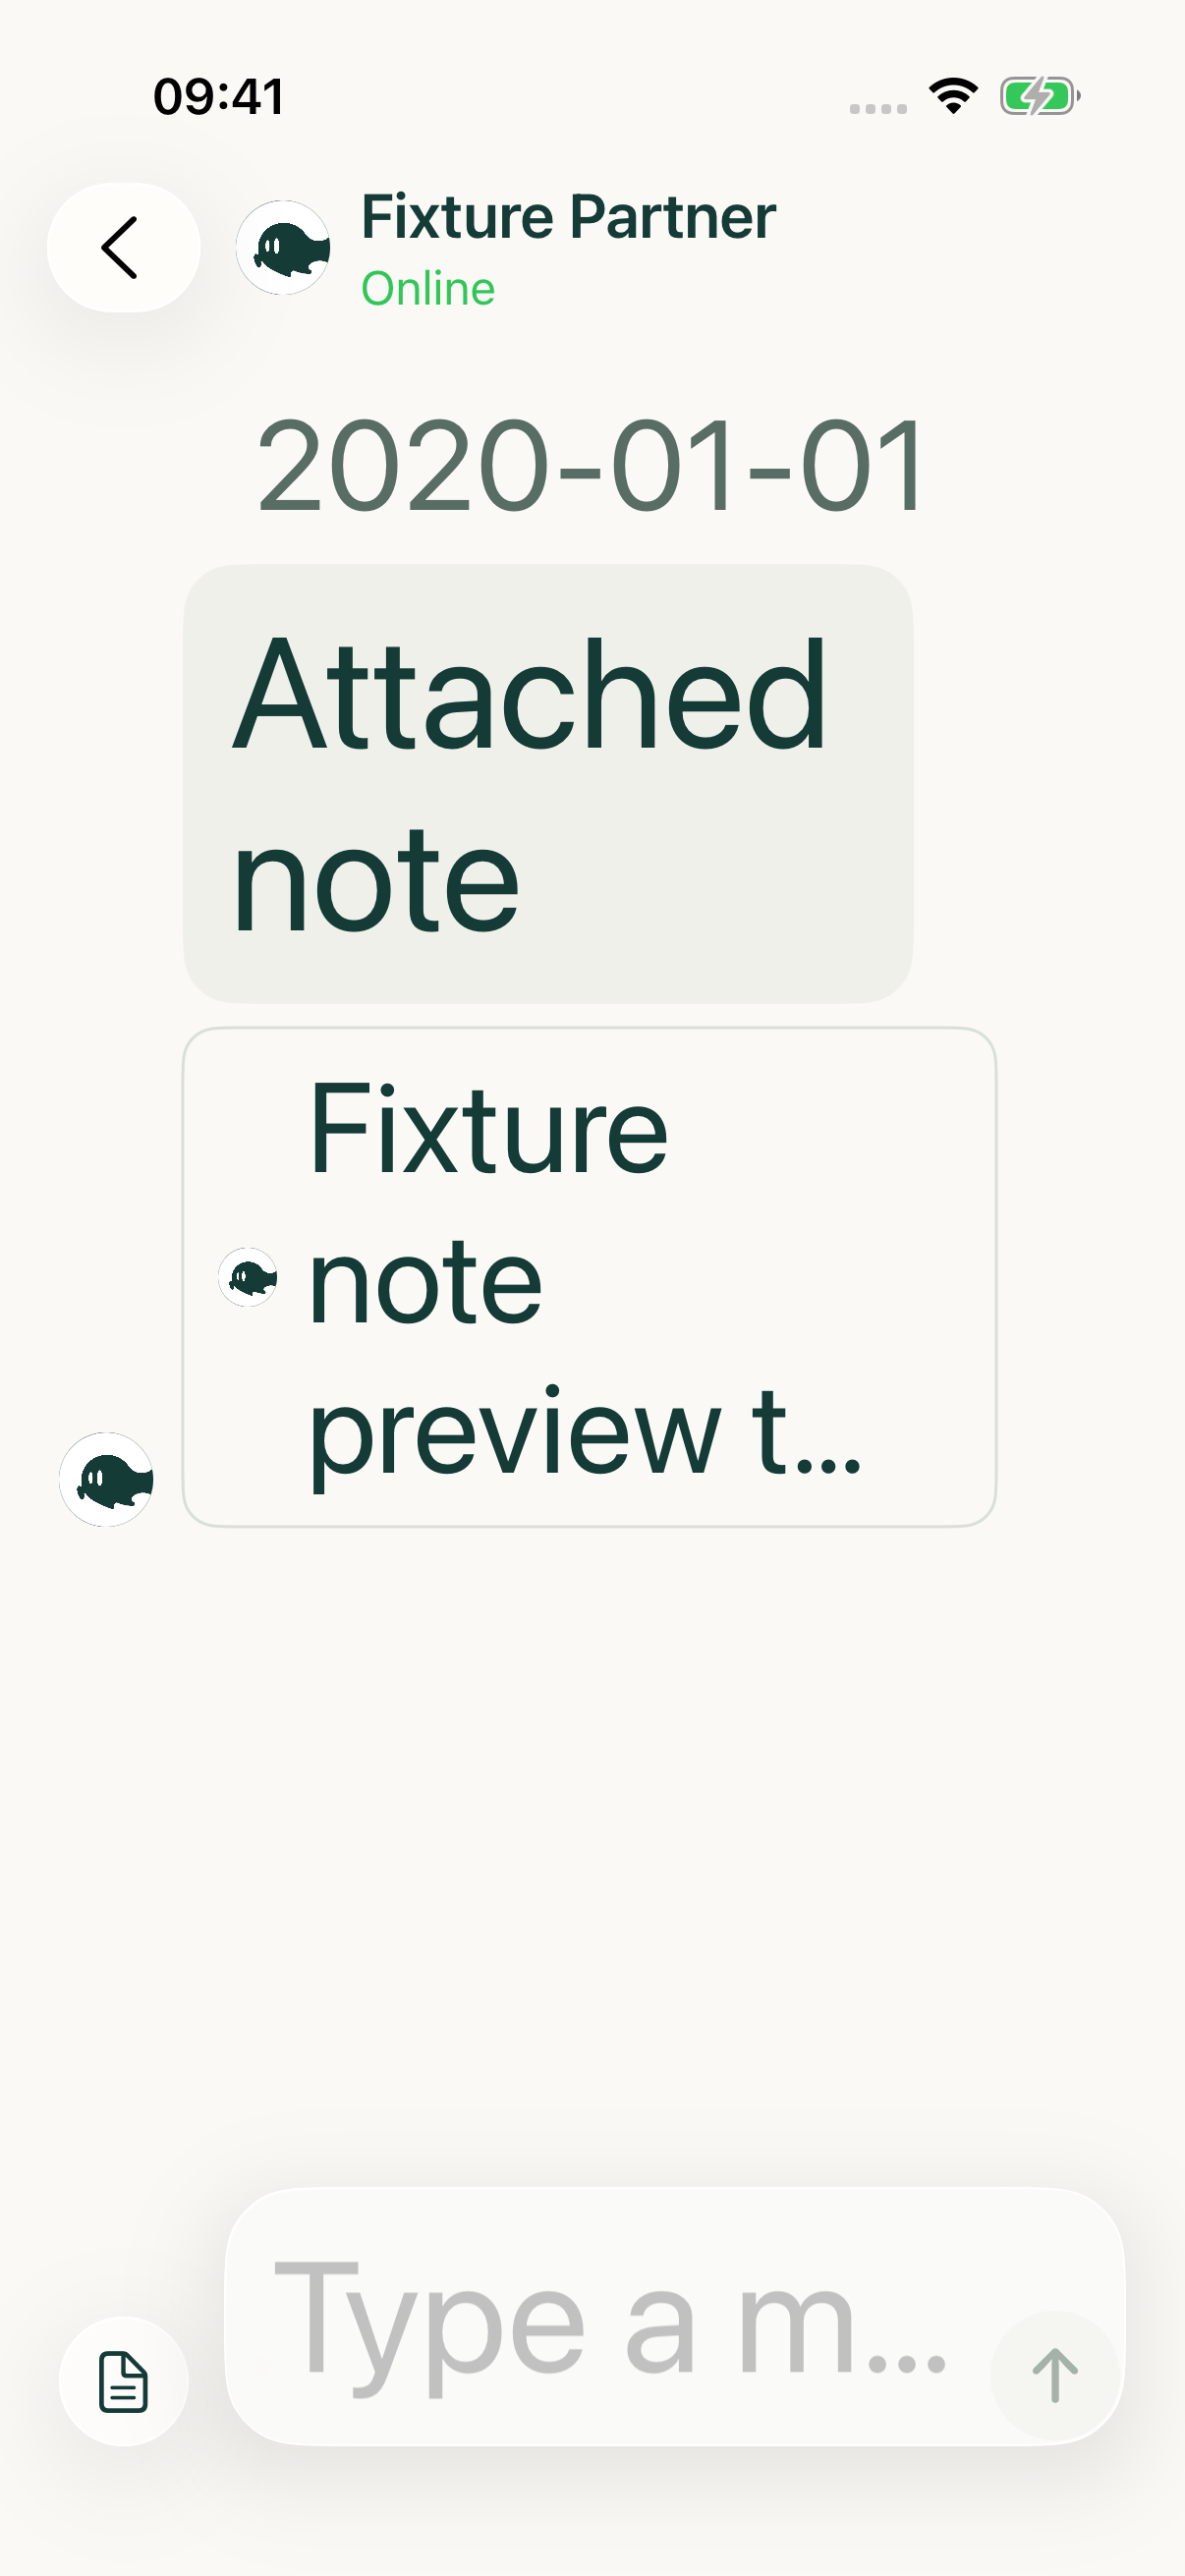 09:41
Fixture Partner
Online
2020-01-01
Attached
note
Fixture
note
preview t...
Type a m...